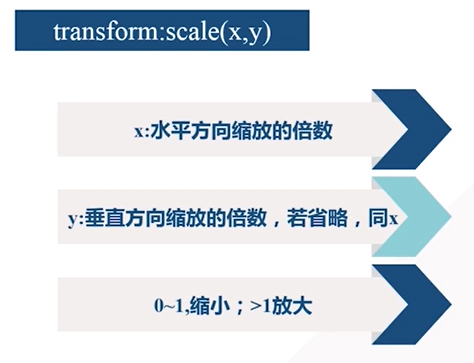 transform:scale(x,y)
x:水平方向缩放的倍数
y:垂直方向缩放的倍数，若省略，同x
0~1,缩小；>1放大